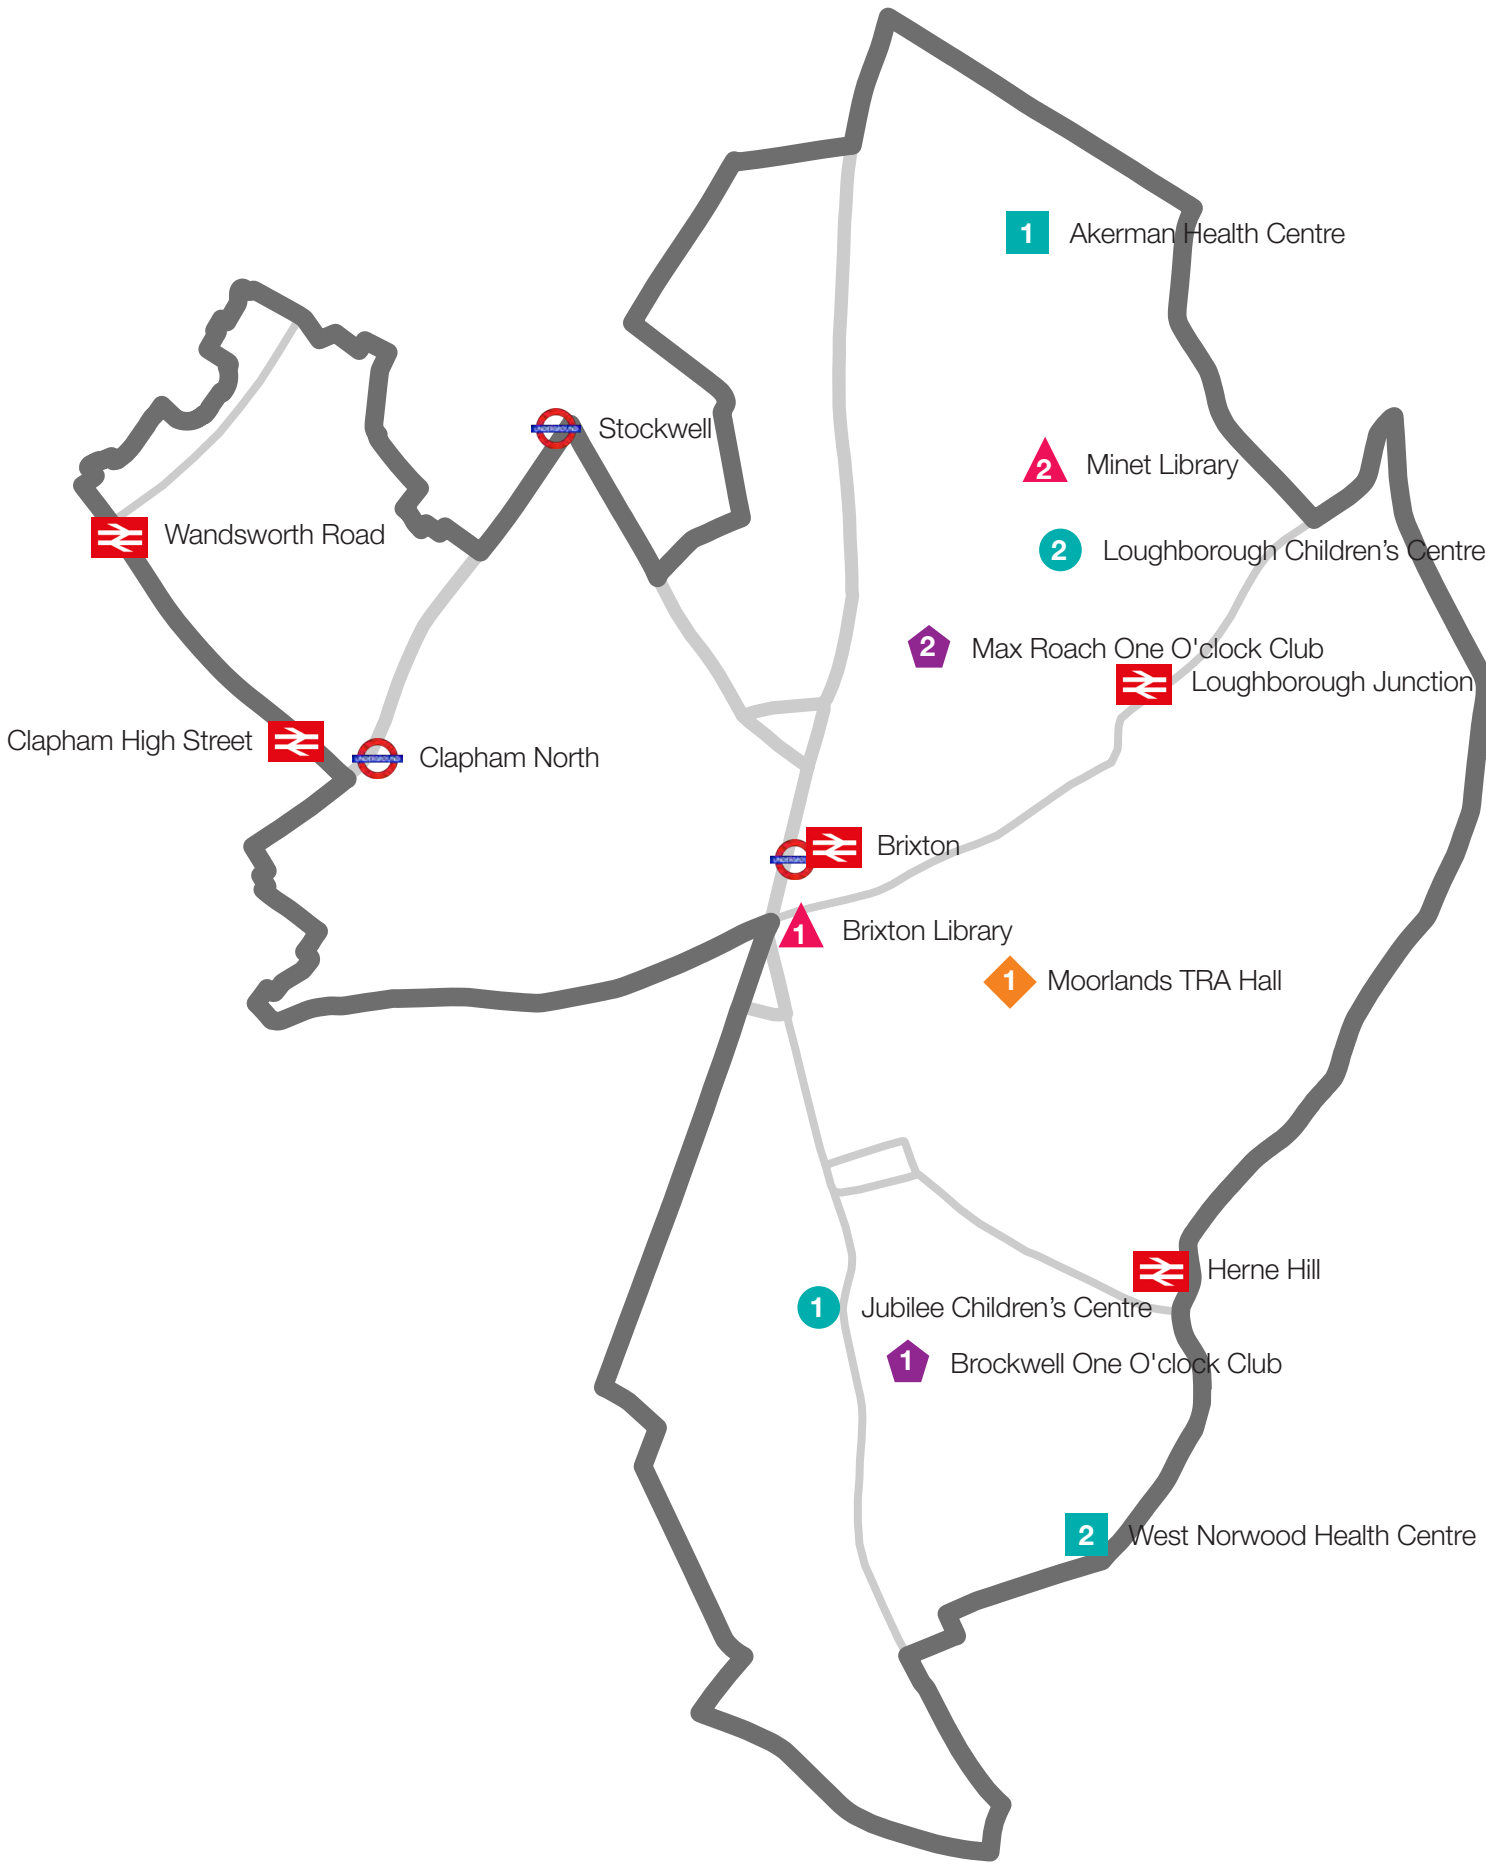 1 Akerman Health Centre
UNDERGROUND Stockwell
2 Minet Library
Wandsworth Road
2 Loughborough Children’s Centre
2 Max Roach One O'clock Club
Loughborough Junction
Clapham High Street
UNDERGROUND Clapham North
Brixton
1 Brixton Library
1 Moorlands TRA Hall
Herne Hill
1 Jubilee Children’s Centre
1 Brockwell One O'clock Club
2 West Norwood Health Centre